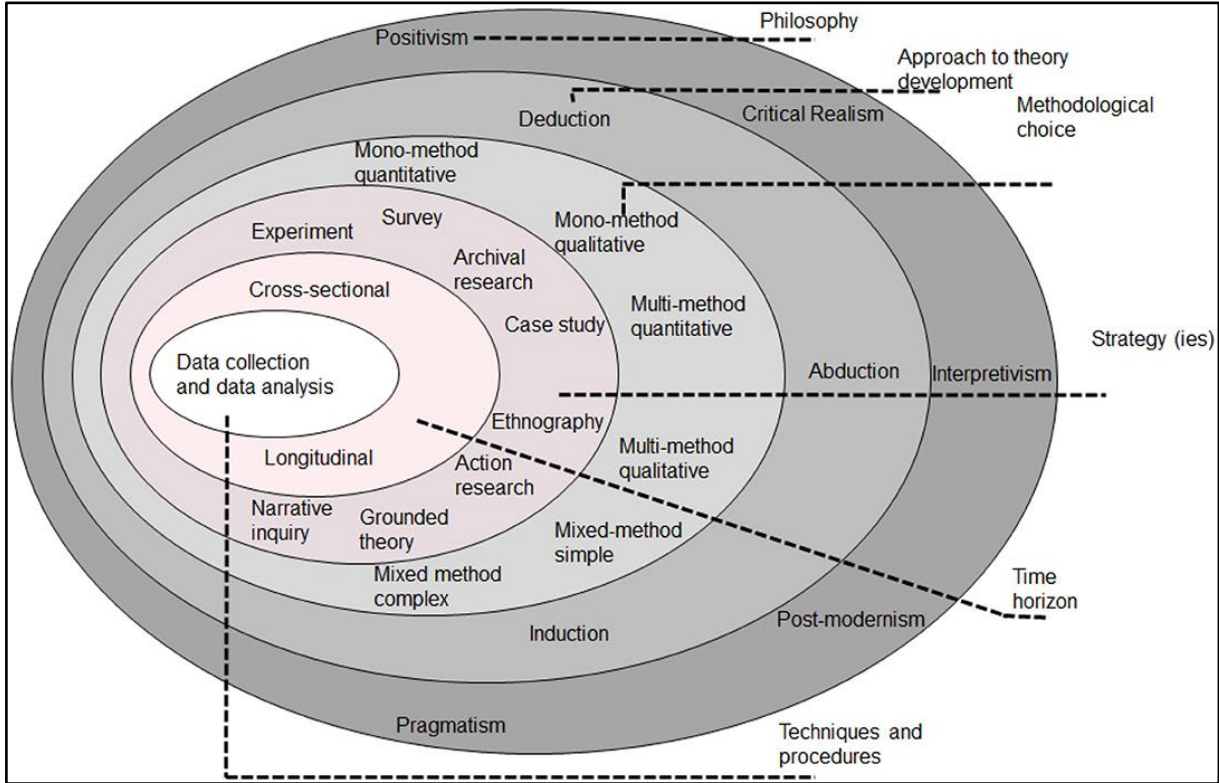 Philosophy
Positivism
Approach to theory
development
Methodological
choice
Critical Realism
Deduction
Mono-method
quantitative
Survey
Mono-method
qualitative
Experiment
Archival
research
Cross-sectional
Multi-method
quantitative
Case study
Strategy (ies)
Data collection
and data analysis
Abduction
Interpretivism
Ethnography
Multi-method
qualitative
Longitudinal
Action
research
Narrative
inquiry
Grounded
theory
Mixed-method
simple
Mixed method
complex
Time
horizon
Induction
Post-modernism
Pragmatism
Techniques and
procedures